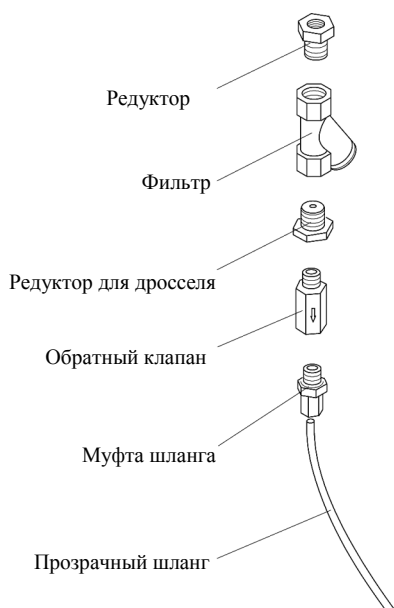 Редуктор
Фильтр
Редуктор для дросселя
Обратный клапан
Муфта шланга
Прозрачный шланг